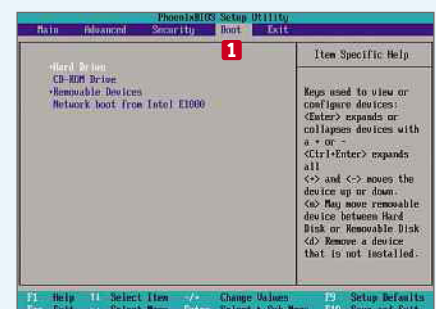 PhoenixBIOS Setup Utility
Main Advanced Security Boot Exit
1
Item Specific Help
-Hard Drive
CD-ROM Drive
-Removable Devices
Network boot from Intel E1000
Keys used to view or
configure devices:
<Enter> expands or
collapses devices with
a + or -
<Ctrl+Enter> expands
all
<+> and <-> moves the
device up or down.
<n> May move removable
device between Hard
Disk or Removable Disk
<d> Remove a device
that is not installed.
F1 Help ↑↓ Select Item -/+ Change Values F9 Setup Defaults